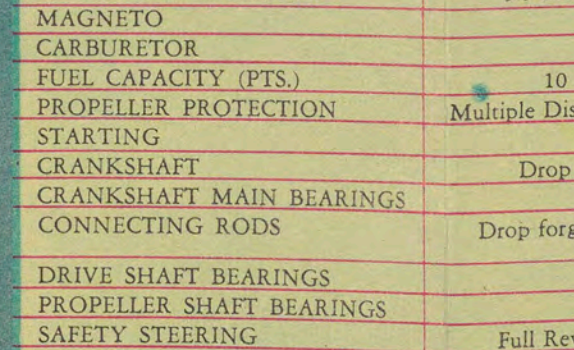 MAGNETO
CARBURETOR
FUEL CAPACITY (PTS.) 10
PROPELLER PROTECTION Multiple Dis
STARTING
CRANKSHAFT Drop
CRANKSHAFT MAIN BEARINGS
CONNECTING RODS Drop forg
DRIVE SHAFT BEARINGS
PROPELLER SHAFT BEARINGS
SAFETY STEERING Full Rev